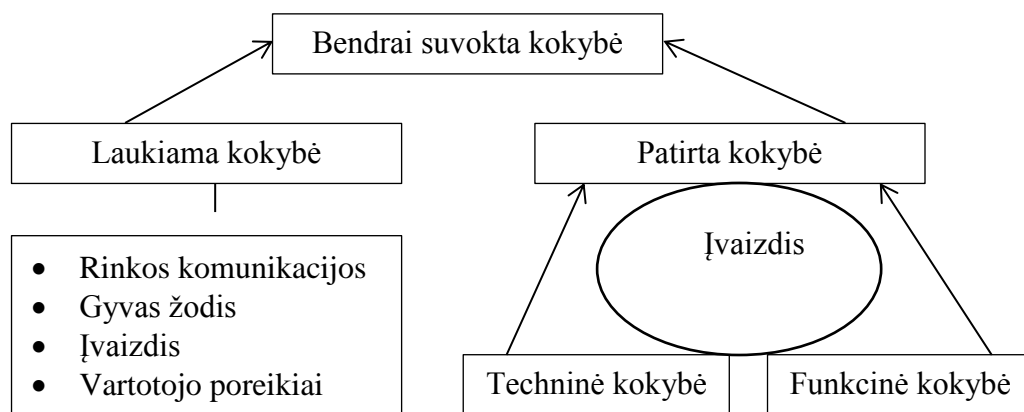 Bendrai suvokta kokybė
Laukiama kokybė
Patirta kokybė
Įvaizdis
• Rinkos komunikacijos
• Gyvas žodis
• Įvaizdis
• Vartotojo poreikiai
Techninė kokybė
Funkcinė kokybė